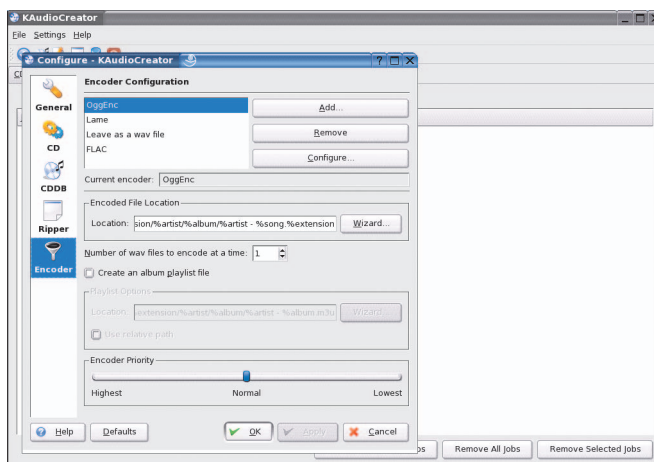 KAudioCreator
File Settings Help
Configure - KAudioCreator
General
CD
CDDB
Ripper
Encoder
Encoder Configuration
OggEnc
Lame
Leave as a wav file
FLAC
Add...
Remove
Configure...
Current encoder: OggEnc
Encoded File Location
Location: sion/%artist/%album/%artist - %song.%extension Wizard...
Number of wav files to encode at a time: 1
Create an album playlist file
Playlist Options
Location: extension/%artist/%album/%artist - %album.m3u Wizard...
Use relative path
Encoder Priority
Highest Normal Lowest
Help Defaults OK Apply Cancel
bs Remove All Jobs Remove Selected Jobs